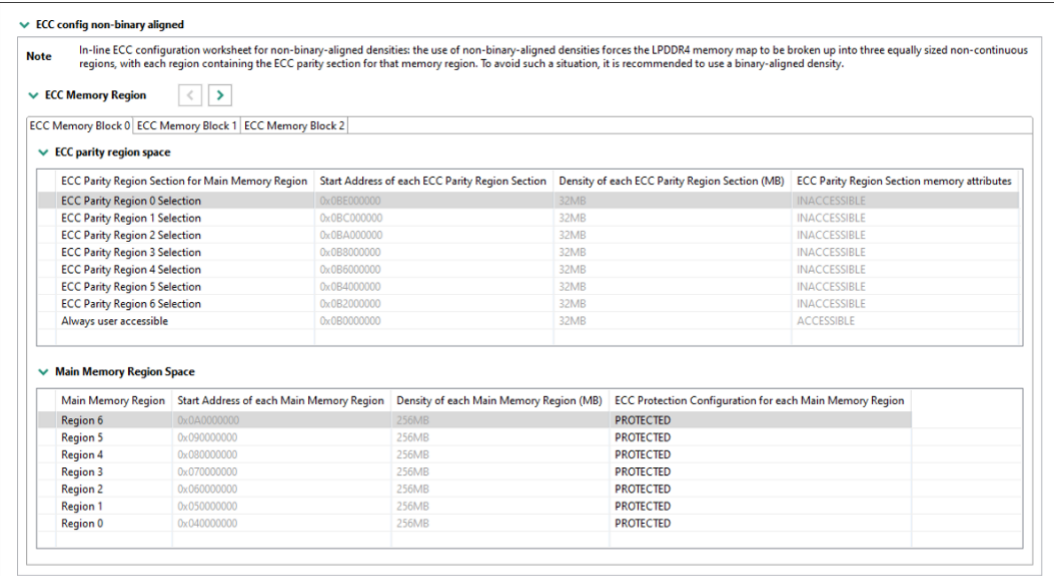 ECC config non-binary aligned
Note In-line ECC configuration worksheet for non-binary-aligned densities: the use of non-binary-aligned densities forces the LPDDR4 memory map to be broken up into three equally sized non-continuous
regions, with each region containing the ECC parity section for that memory region. To avoid such a situation, it is recommended to use a binary-aligned density.
ECC Memory Region < >
ECC Memory Block 0 ECC Memory Block 1 ECC Memory Block 2
ECC parity region space
ECC Parity Region Section for Main Memory Region Start Address of each ECC Parity Region Section Density of each ECC Parity Region Section (MB) ECC Parity Region Section memory attributes
ECC Parity Region 0 Selection 0x0BE000000 32MB INACCESSIBLE
ECC Parity Region 1 Selection 0x0BC000000 32MB INACCESSIBLE
ECC Parity Region 2 Selection 0x0BA000000 32MB INACCESSIBLE
ECC Parity Region 3 Selection 0x0B8000000 32MB INACCESSIBLE
ECC Parity Region 4 Selection 0x0B6000000 32MB INACCESSIBLE
ECC Parity Region 5 Selection 0x0B4000000 32MB INACCESSIBLE
ECC Parity Region 6 Selection 0x0B2000000 32MB INACCESSIBLE
Always user accessible 0x0B0000000 32MB ACCESSIBLE
Main Memory Region Space
Main Memory Region Start Address of each Main Memory Region Density of each Main Memory Region (MB) ECC Protection Configuration for each Main Memory Region
Region 6 0x0A0000000 256MB PROTECTED
Region 5 0x090000000 256MB PROTECTED
Region 4 0x080000000 256MB PROTECTED
Region 3 0x070000000 256MB PROTECTED
Region 2 0x060000000 256MB PROTECTED
Region 1 0x050000000 256MB PROTECTED
Region 0 0x040000000 256MB PROTECTED